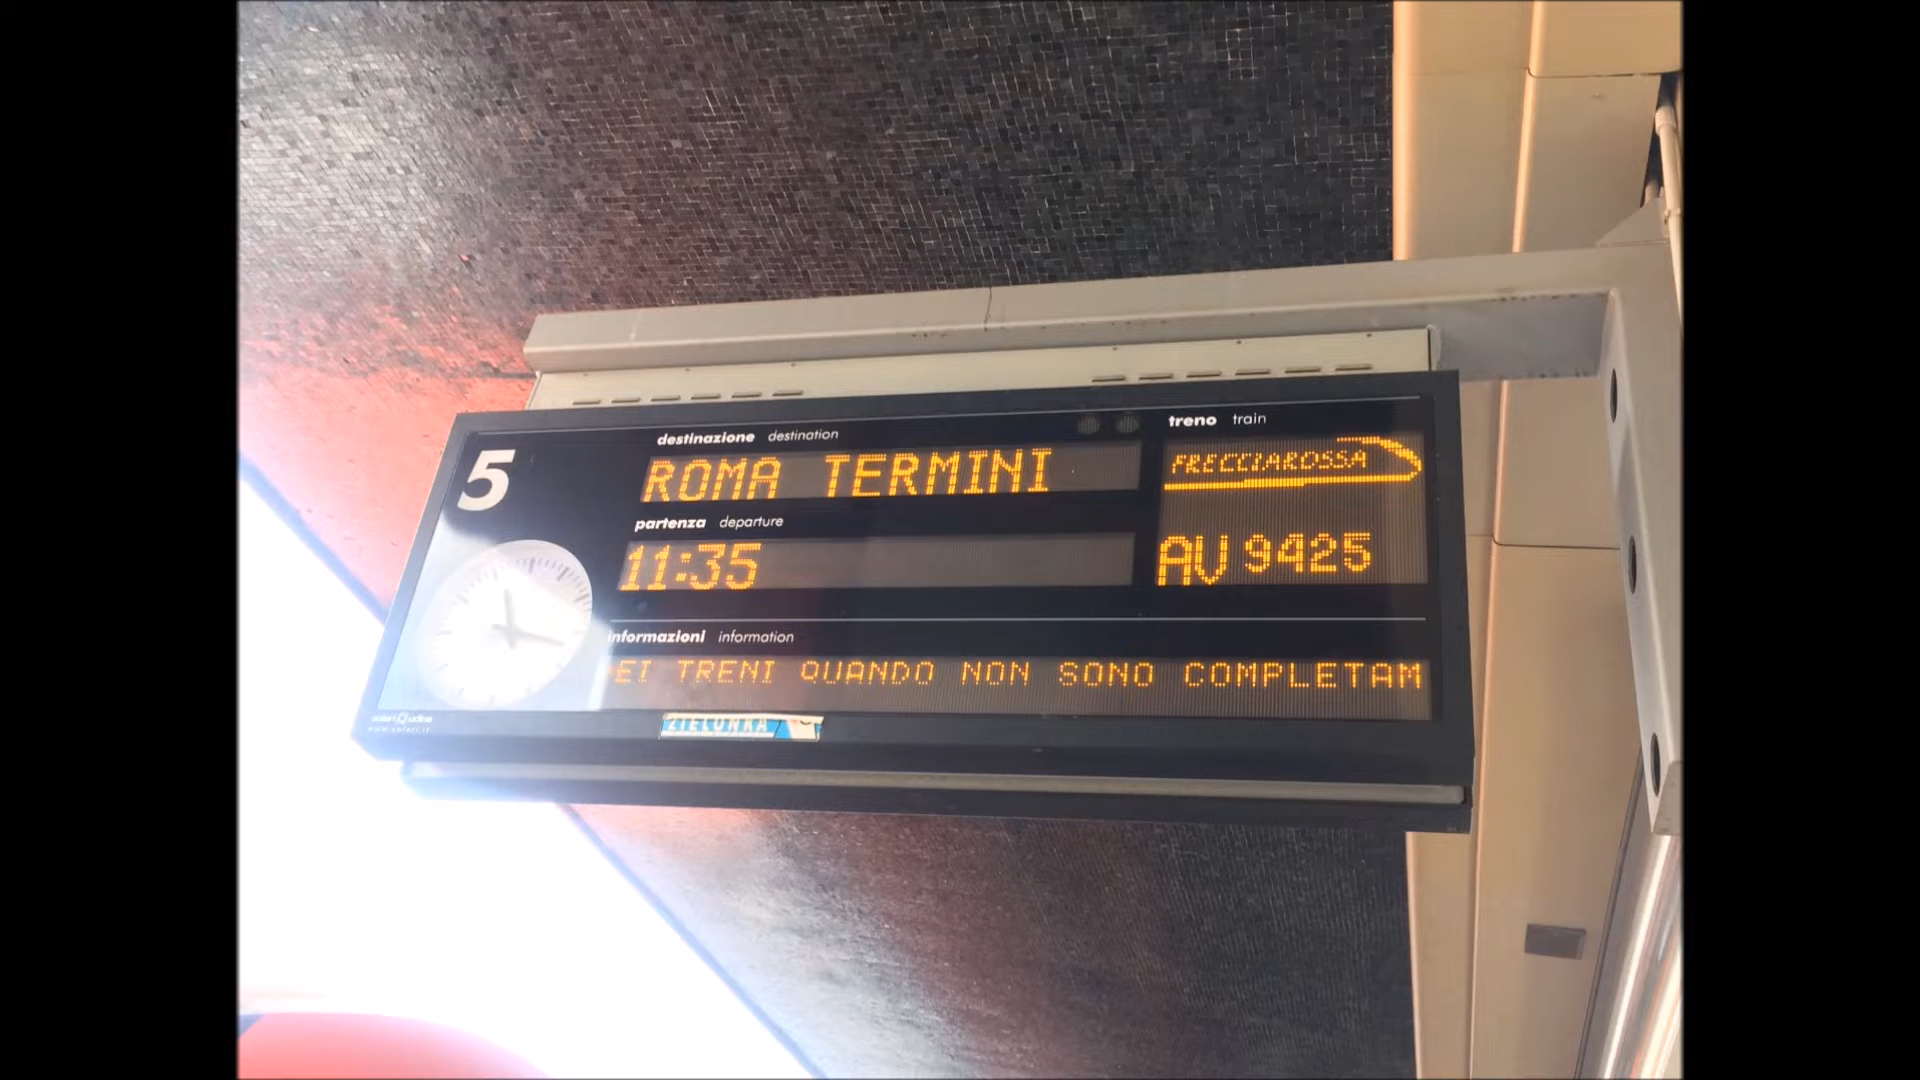 5
destinazione destination
treno train
ROMA TERMINI
FRECCIAROSSA
partenza departure
11:35
AV 9425
informazioni information
EI TRENI QUANDO NON SONO COMPLETAM
ZIELONKA